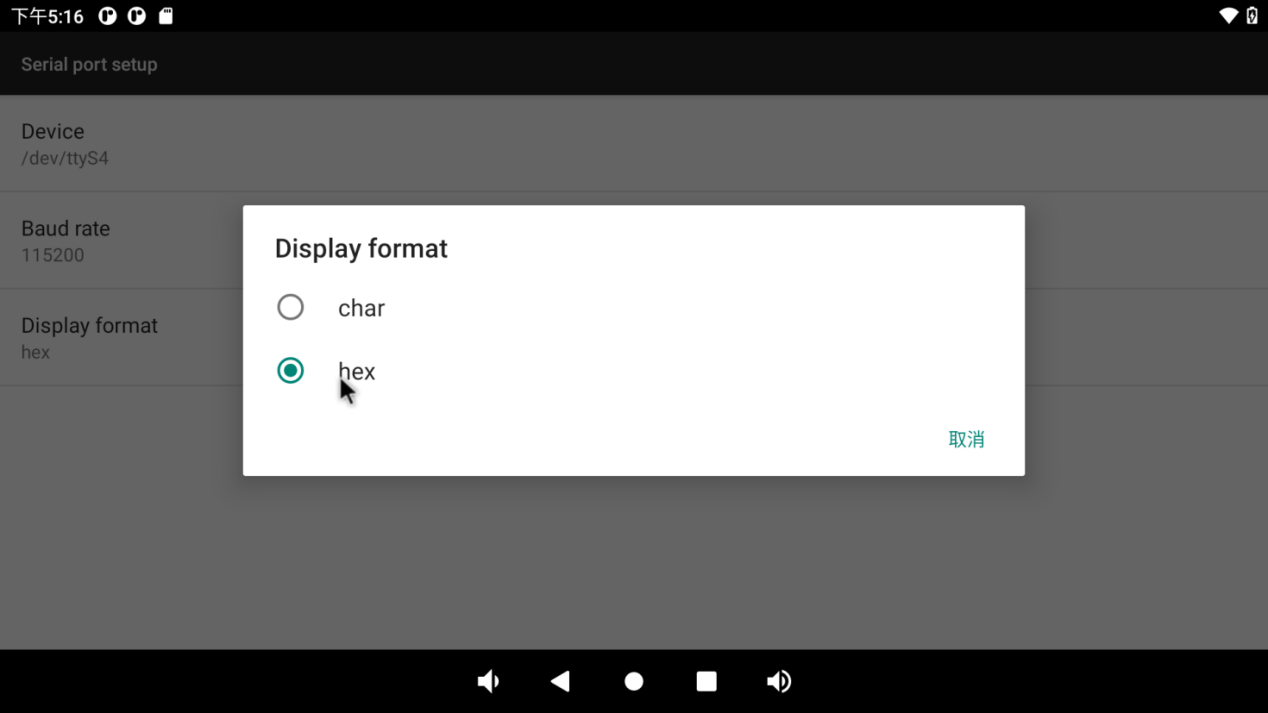 下午5:16
Serial port setup
Device
/dev/ttyS4
Baud rate
115200
Display format
hex
Display format
char
hex
取消